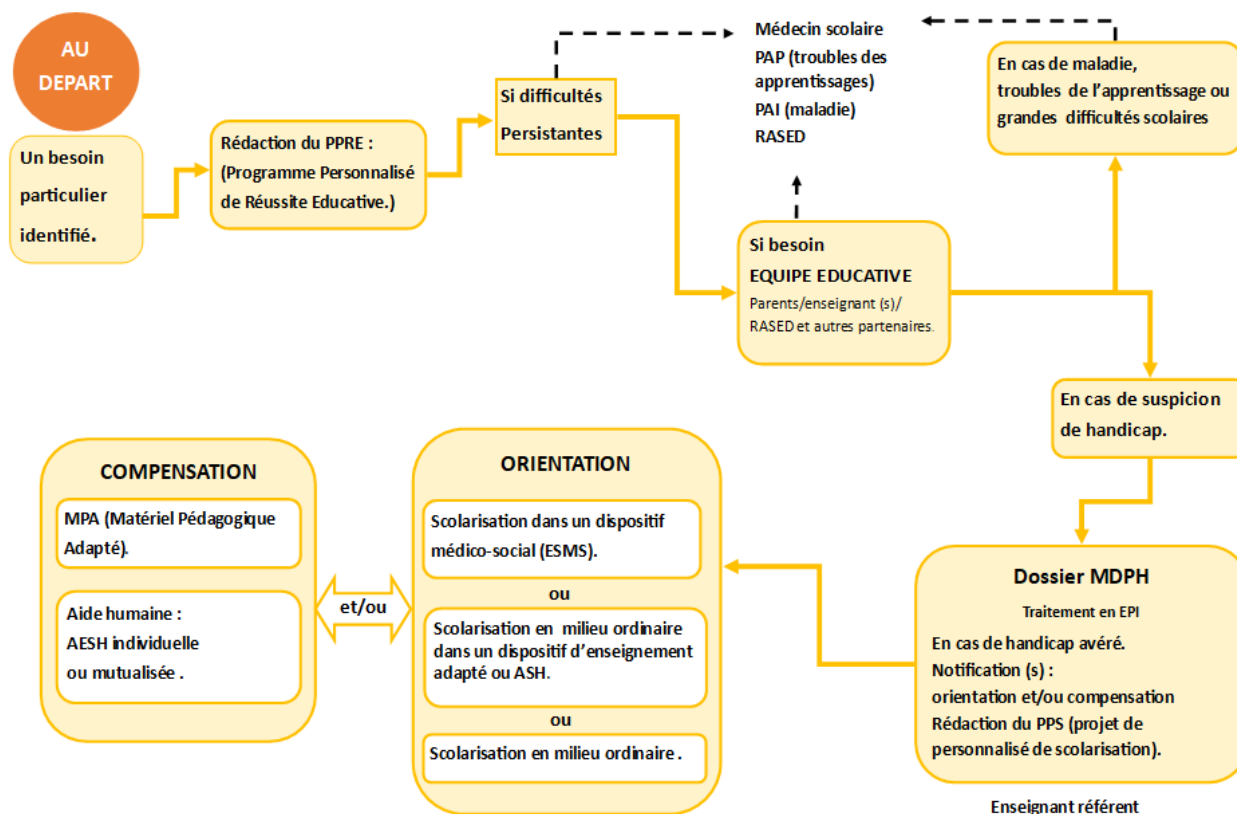 AU
DEPART
Un besoin
particulier
identifié.
Rédaction du PPRE :
(Programme Personnalisé
de Réussite Educative.)
Si difficultés
Persistantes
Médecin scolaire
PAP (troubles des
apprentissages)
PAI (maladie)
RASED
En cas de maladie,
troubles de l'apprentissage ou
grandes difficultés scolaires
Si besoin
EQUIPE EDUCATIVE
Parents/enseignant (s)/
RASED et autres partenaires.
En cas de suspicion
de handicap.
Dossier MDPH
Traitement en EPI
En cas de handicap avéré.
Notification (s) :
orientation et/ou compensation
Rédaction du PPS (projet de
personnalisé de scolarisation).
Enseignant référent
ORIENTATION
Scolarisation dans un dispositif
médico-social (ESMS).
ou
Scolarisation en milieu ordinaire
dans un dispositif d'enseignement
adapté ou ASH.
ou
Scolarisation en milieu ordinaire .
et/ou
COMPENSATION
MPA (Matériel Pédagogique
Adapté).
Aide humaine :
AESH individuelle
ou mutualisée .